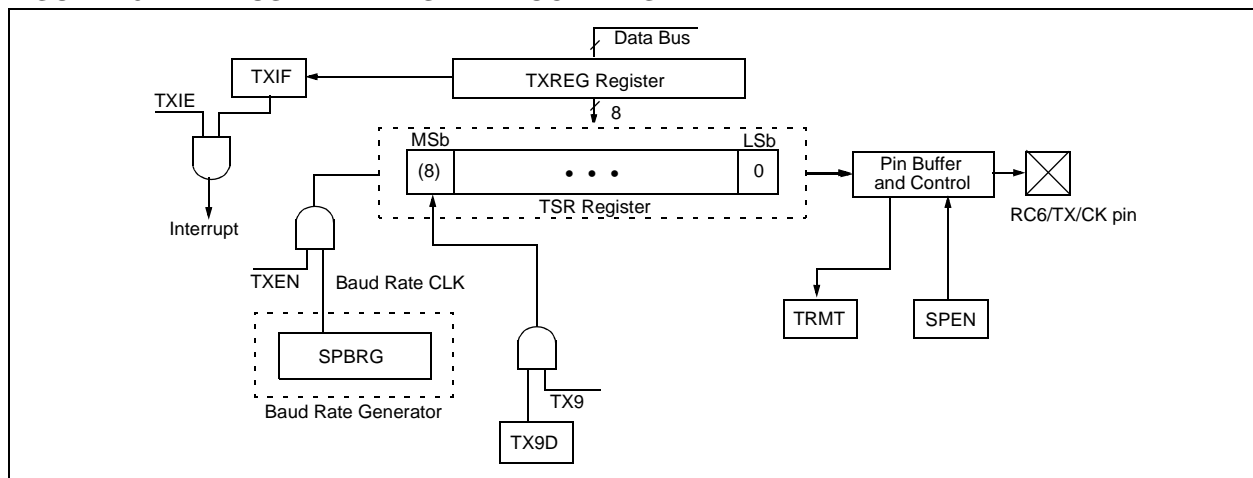 Data Bus
TXIF
TXREG Register
TXIE
8
MSb
LSb
(8)
• • •
0
Pin Buffer
and Control
TSR Register
Interrupt
RC6/TX/CK pin
TXEN
Baud Rate CLK
TRMT
SPEN
SPBRG
TX9
Baud Rate Generator
TX9D